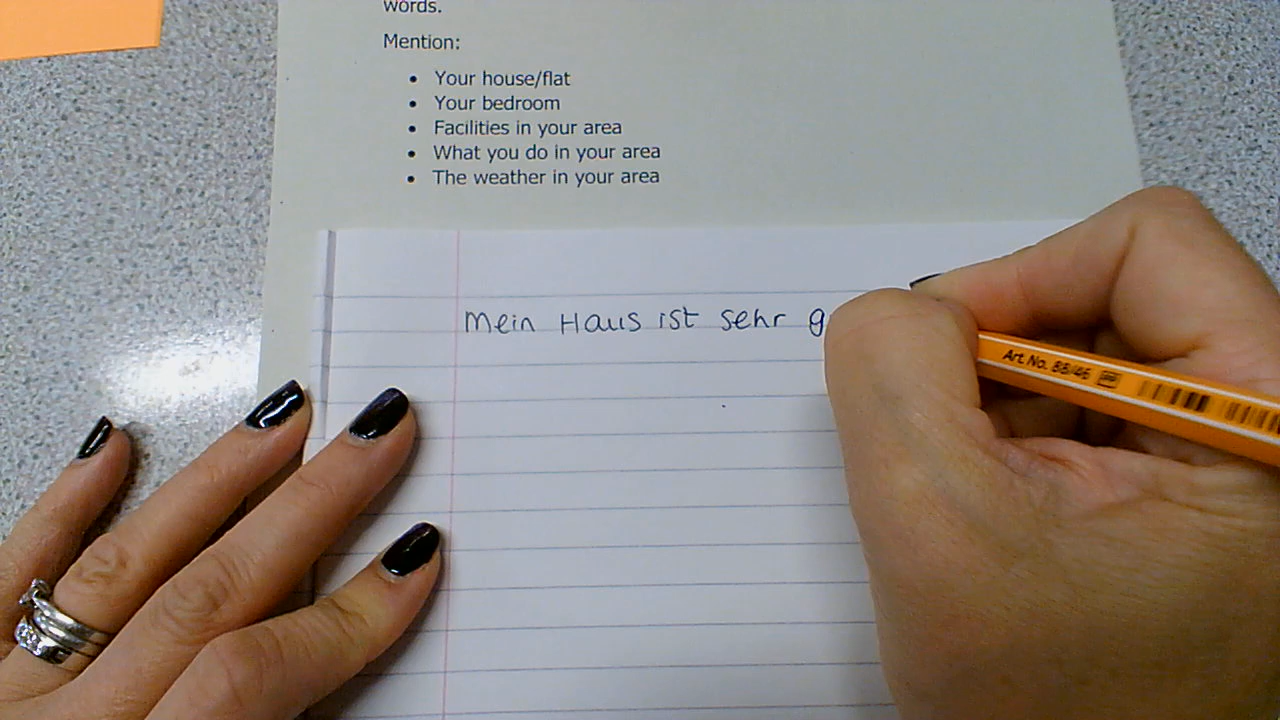 words.
Mention:
• Your house/flat
• Your bedroom
• Facilities in your area
• What you do in your area
• The weather in your area
Mein Haus ist sehr g
Art No. 88/46